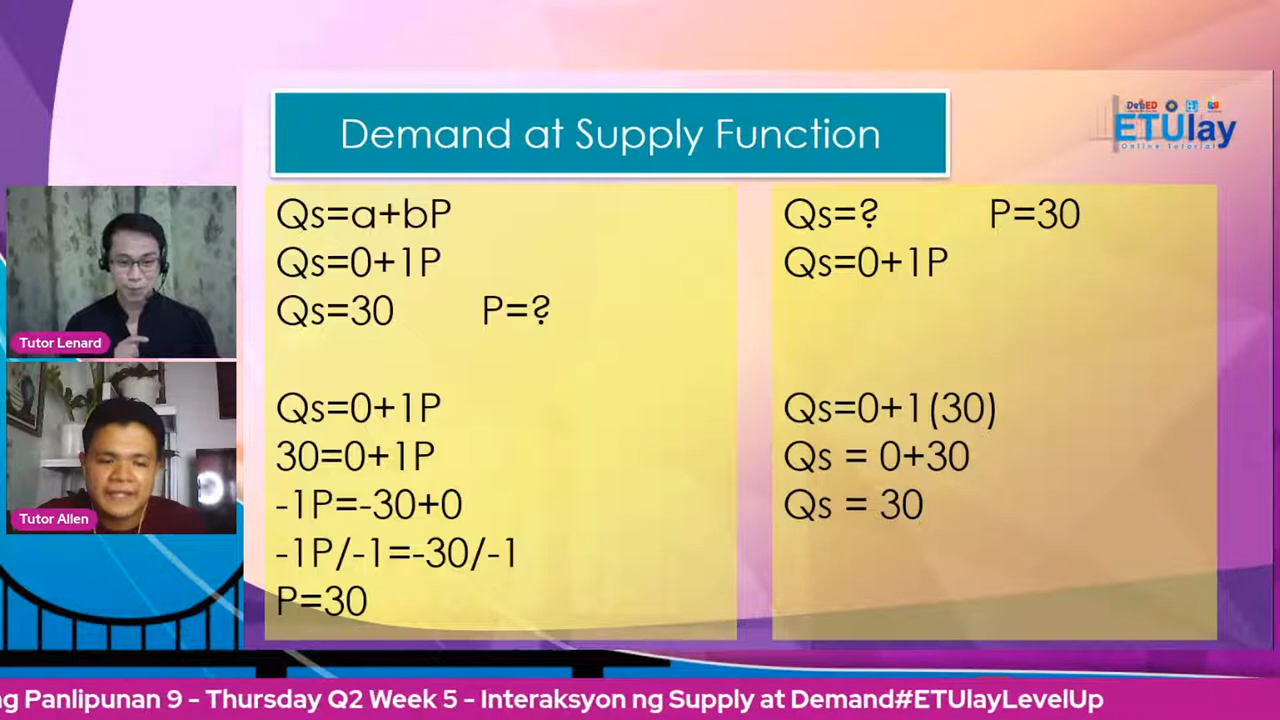 Demand at Supply Function
DepED
ETUlay
Online Tutorial
Qs=a+bP
Qs=0+1P
Qs=30 P=?
Qs=0+1P
30=0+1P
-1P=-30+0
-1P/-1=-30/-1
P=30
Qs=? P=30
Qs=0+1P
Qs=0+1(30)
Qs = 0+30
Qs = 30
Tutor Lenard
Tutor Allen
ng Panlipunan 9 - Thursday Q2 Week 5 - Interaksyon ng Supply at Demand#ETUlayLevelUp